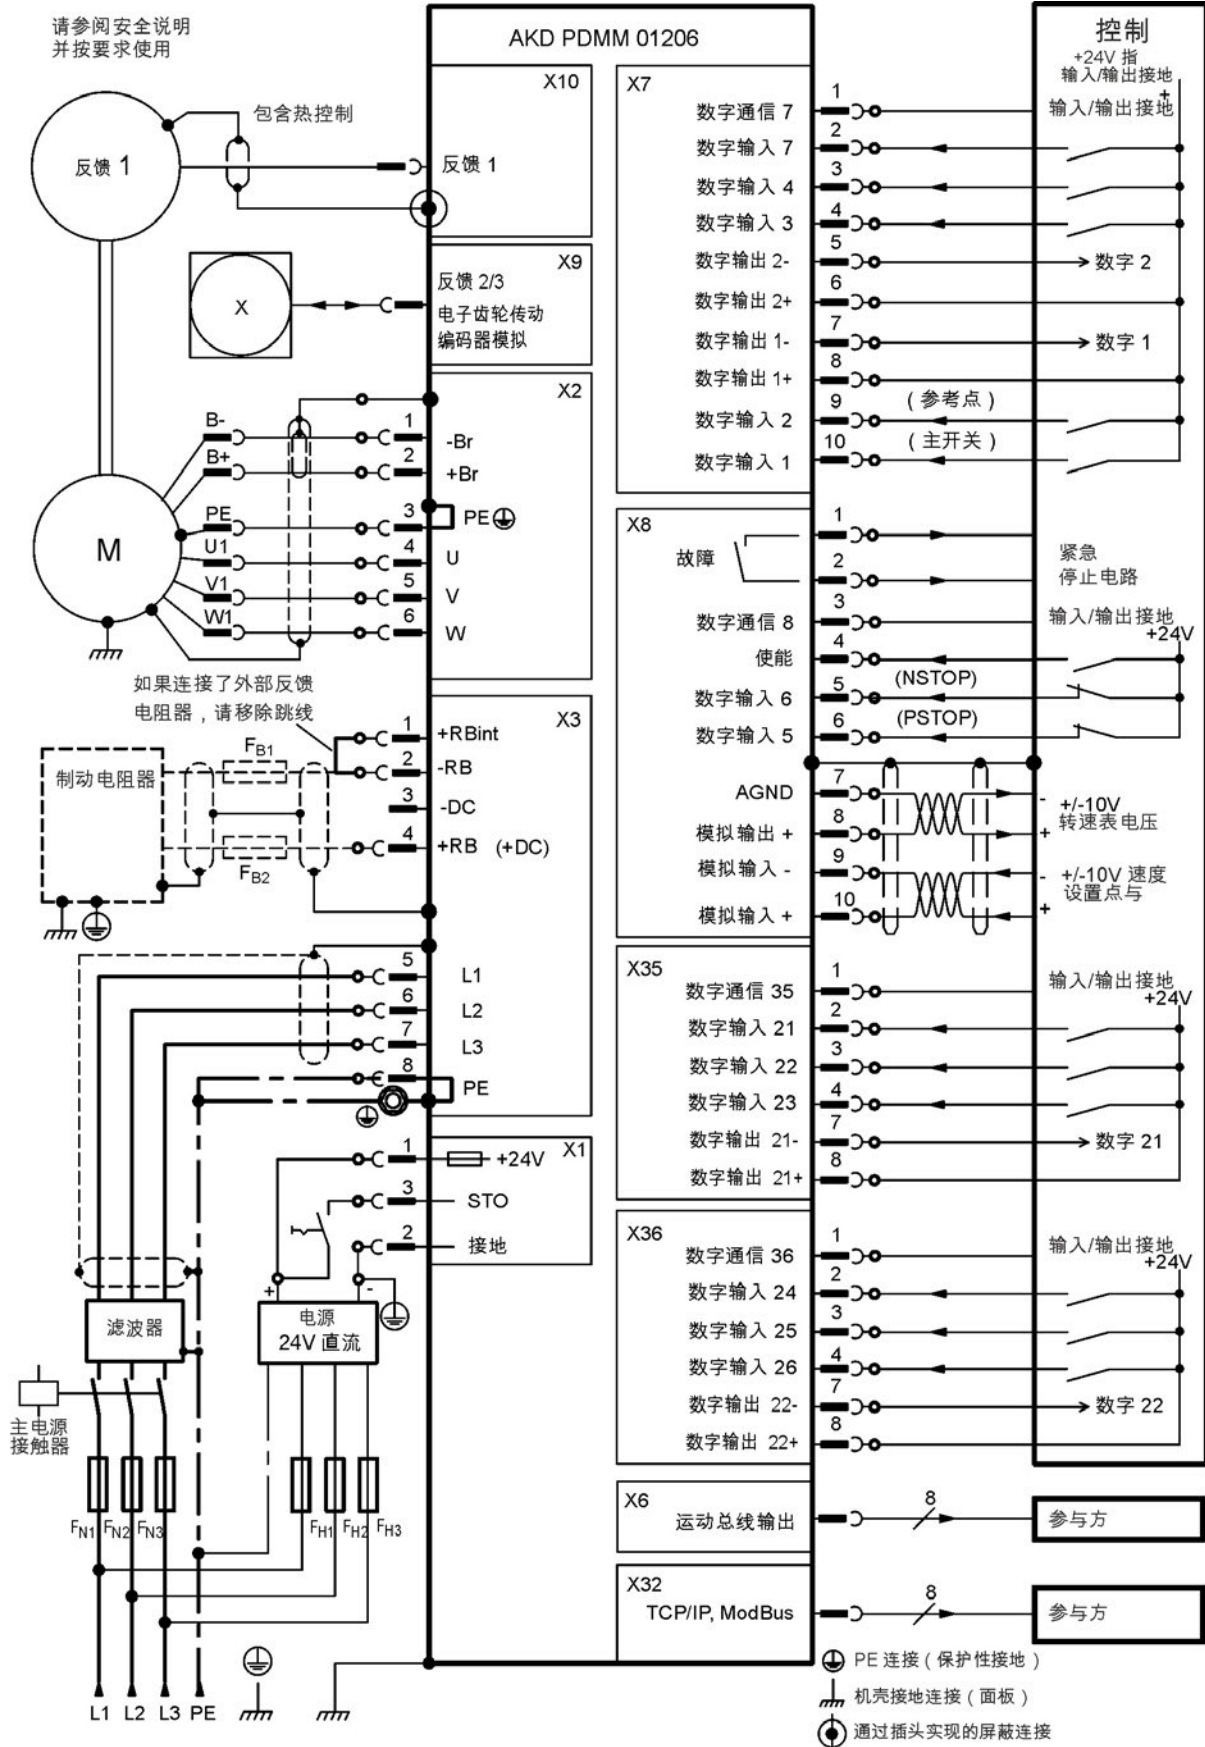 请参阅安全说明
并按要求使用
AKD PDMM 01206
控制
+24V 指
输入/输出接地
+
输入/输出接地
反馈 1
包含热控制
X10
反馈 1
X
X9
反馈 2/3
电子齿轮传动
编码器模拟
X2
M
B-
1
-Br
B+
2
+Br
PE
3
PE
U1
4
U
V1
5
V
W1
6
W
如果连接了外部反馈
电阻器，请移除跳线
X3
制动电阻器
FB1
FB2
1
+RBint
2
-RB
3
-DC
4
+RB (+DC)
5
L1
6
L2
7
L3
8
PE
X1
1
+24V
3
STO
2
接地
+
-
电源
24V 直流
滤波器
主电源
接触器
FN1
FN2
FN3
FH1
FH2
FH3
L1
L2
L3
PE
X7
数字通信 7
1
数字输入 7
2
数字输入 4
3
数字输入 3
4
数字输出 2-
5
数字 2
数字输出 2+
6
数字输出 1-
7
数字 1
数字输出 1+
8
数字输入 2
9
（参考点）
数字输入 1
10
（主开关）
X8
故障
1
2
紧急
停止电路
数字通信 8
3
输入/输出接地
+24V
使能
4
数字输入 6
5
(NSTOP)
数字输入 5
6
(PSTOP)
AGND
7
-
模拟输出 +
8
+
+/-10V
转速表电压
模拟输入 -
9
-
模拟输入 +
10
+
+/-10V 速度
设置点与
X35
数字通信 35
1
输入/输出接地
+24V
数字输入 21
2
数字输入 22
3
数字输入 23
4
数字输出 21-
7
数字 21
数字输出 21+
8
X36
数字通信 36
1
输入/输出接地
+24V
数字输入 24
2
数字输入 25
3
数字输入 26
4
数字输出 22-
7
数字 22
数字输出 22+
8
X6
运动总线输出
8
参与方
X32
TCP/IP, ModBus
8
参与方
PE 连接（保护性接地）
机壳接地连接（面板）
通过插头实现的屏蔽连接